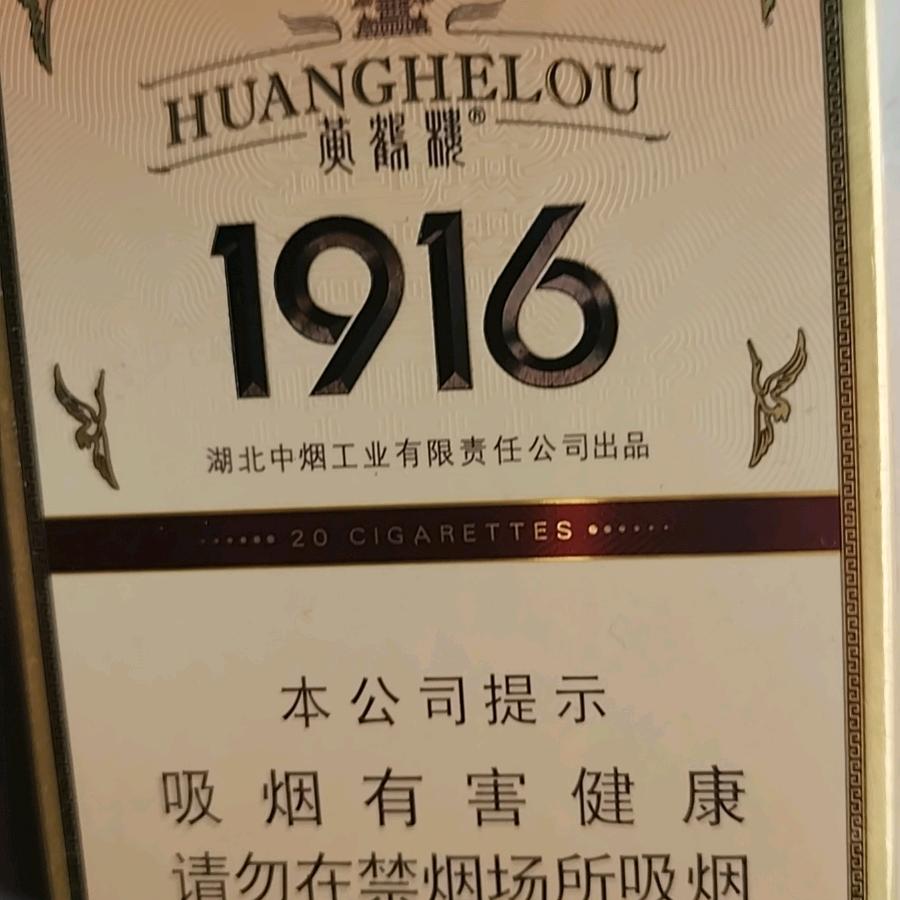 HUANGHELOU
黄鹤楼®
1916
湖北中烟工业有限责任公司出品
20 CIGARETTES
本公司提示
吸烟有害健康
请勿在禁烟场所吸烟